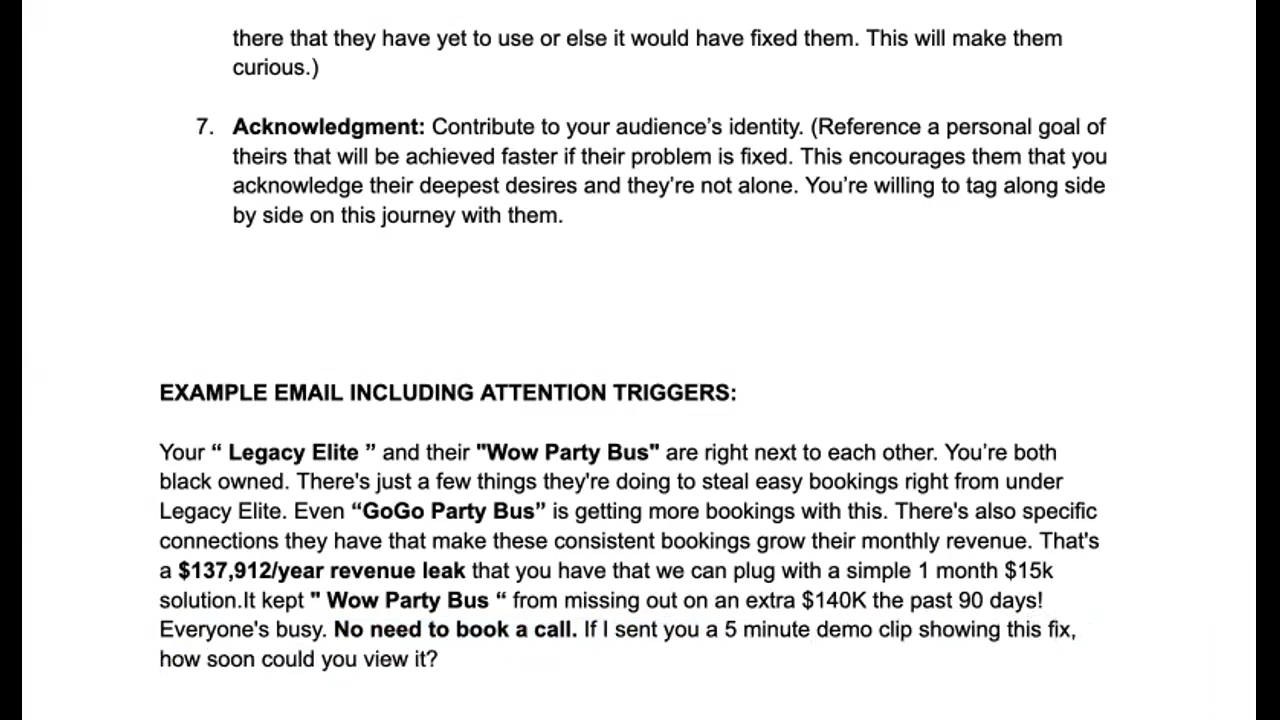 there that they have yet to use or else it would have fixed them. This will make them
curious.)
7. Acknowledgment: Contribute to your audience’s identity. (Reference a personal goal of
theirs that will be achieved faster if their problem is fixed. This encourages them that you
acknowledge their deepest desires and they’re not alone. You’re willing to tag along side
by side on this journey with them.
EXAMPLE EMAIL INCLUDING ATTENTION TRIGGERS:
Your “ Legacy Elite ” and their "Wow Party Bus" are right next to each other. You’re both
black owned. There's just a few things they're doing to steal easy bookings right from under
Legacy Elite. Even “GoGo Party Bus” is getting more bookings with this. There's also specific
connections they have that make these consistent bookings grow their monthly revenue. That's
a $137,912/year revenue leak that you have that we can plug with a simple 1 month $15k
solution.It kept " Wow Party Bus “ from missing out on an extra $140K the past 90 days!
Everyone's busy. No need to book a call. If I sent you a 5 minute demo clip showing this fix,
how soon could you view it?